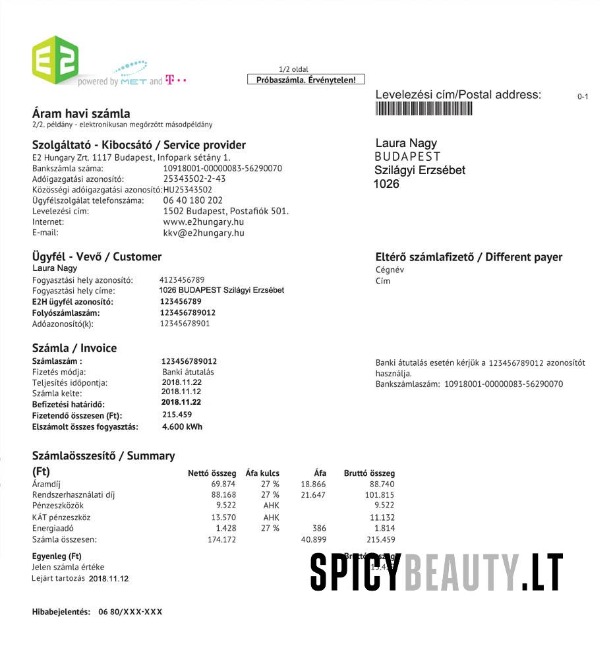 E2
powered by MET and T
1/2 oldal
Próbaszámla. Érvénytelen!
Levelezési cím/Postal address: 0-1
Áram havi számla
2/2, példány - elektronikusan megőrzött másodpéldány
Szolgáltató - Kibocsátó / Service provider
E2 Hungary Zrt. 1117 Budapest, Infopark sétány 1.
Bankszámla száma: 10918001-00000083-56290070
Adóigazgatási azonosító: 25343502-2-43
Közösségi adóigazgatási azonosító: HU25343502
Ügyfélszolgálat telefonszáma: 06 40 180 202
Levelezési cím: 1502 Budapest, Postafiók 501.
Internet: www.e2hungary.hu
E-mail: kkv@e2hungary.hu
Laura Nagy
BUDAPEST
Szilágyi Erzsébet
1026
Ügyfél - Vevő / Customer
Laura Nagy
Fogyasztási hely azonosító: 4123456789
Fogyasztási hely címe: 1026 BUDAPEST Szilágyi Erzsébet
E2H ügyfél azonosító: 123456789
Folyószámlaszám: 123456789012
Adóazonosító(k): 12345678901
Eltérő számlafizető / Different payer
Cégnév
Cím
Számla / Invoice
Számlaszám : 123456789012
Fizetés módja: Banki átutalás
Teljesítés időpontja: 2018.11.22
Számla kelte: 2018.11.12
Befizetési határidő: 2018.11.22
Fizetendő összesen (Ft): 215.459
Elszámolt összes fogyasztás: 4.600 kWh
Banki átutalás esetén kérjük a 123456789012 azonosítót
használja.
Bankszámlaszám: 10918001-00000083-56290070
Számlaösszesítő / Summary
(Ft) Nettó összeg Áfa kulcs Áfa Bruttó összeg
Áramdíj 69.874 27 % 18.866 88.740
Rendszerhasználati díj 88.168 27 % 21.647 101.815
Pénzeszközök 9.522 AHK 9.522
KÁT pénzeszköz 13.570 AHK 11.132
Energiaadó 1.428 27 % 386 1.814
Számla összesen: 174.172 40.899 215.459
Egyenleg (Ft)
Jelen számla értéke
Lejárt tartozás 2018.11.12
SPICYBEAUTY.LT
Hibabejelentés: 06 80/XXX-XXX